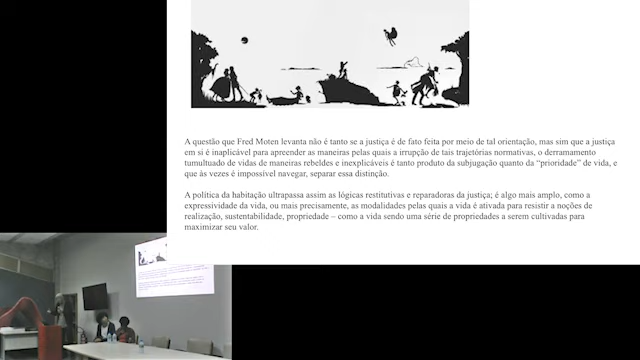 A questão que Fred Moten levanta não é tanto se a justiça é de fato feita por meio de tal orientação, mas sim que a justiça
em si é inaplicável para apreender as maneiras pelas quais a irrupção de tais trajetórias normativas, o derramamento
tumultuado de vidas de maneiras rebeldes e inexplicáveis é tanto produto da subjugação quanto da “prioridade” de vida, e
que às vezes é impossível navegar, separar essa distinção.
A política da habitação ultrapassa assim as lógicas restitutivas e reparadoras da justiça; é algo mais amplo, como a
expressividade da vida, ou mais precisamente, as modalidades pelas quais a vida é ativada para resistir a noções de
realização, sustentabilidade, propriedade – como a vida sendo uma série de propriedades a serem cultivadas para
maximizar seu valor.